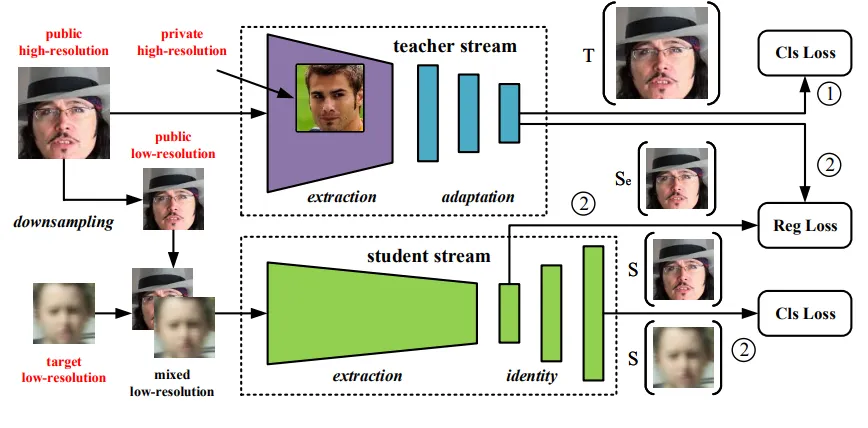 public
high-resolution
private
high-resolution
teacher stream
T
Cls Loss
①
public
low-resolution
extraction
adaptation
Se
②
②
downsampling
Reg Loss
student stream
S
Cls Loss
target
low-resolution
mixed
low-resolution
extraction
identity
S
②